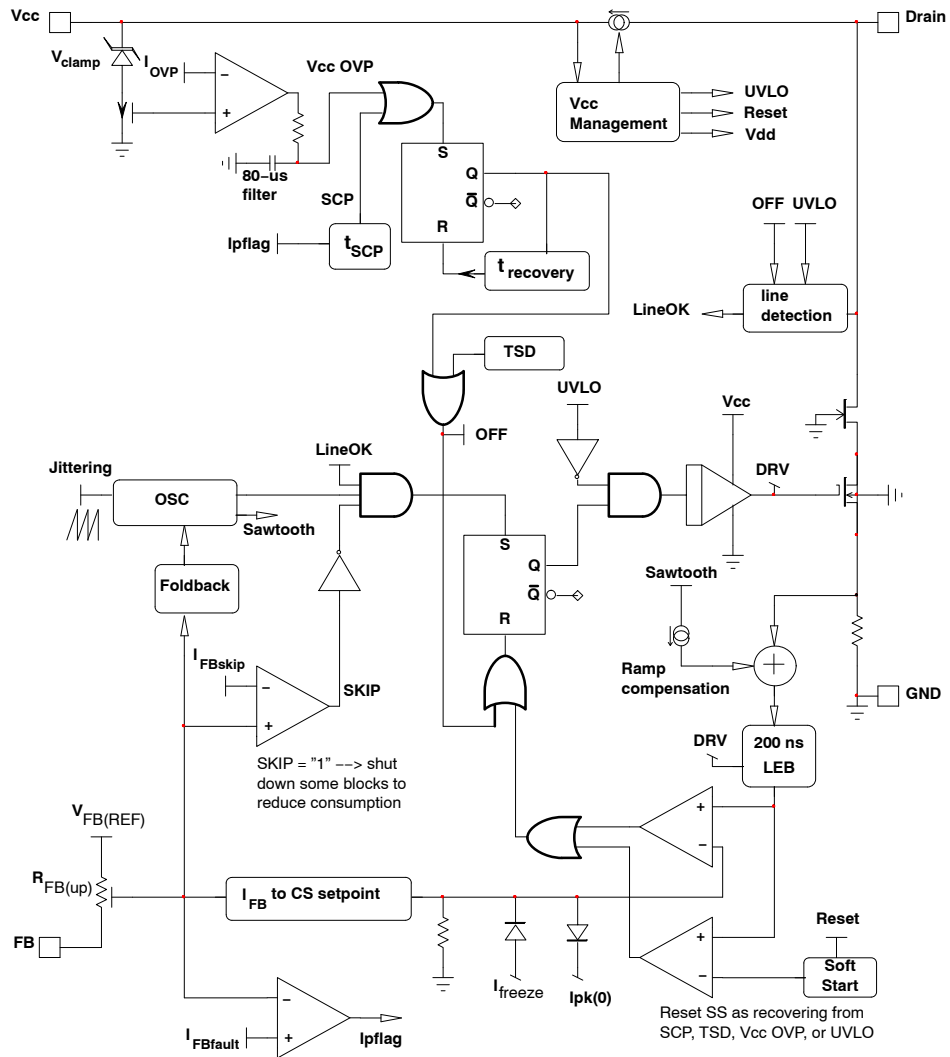 Vcc
Drain
Vclamp
IOVP
Vcc OVP
−
+
UVLO
Vcc
Management
Reset
Vdd
80−us
filter
S
Q
Q
R
SCP
Ipflag
tSCP
trecovery
OFF UVLO
line
detection
LineOK
TSD
UVLO
OFF
Vcc
LineOK
DRV
Jittering
OSC
Sawtooth
S
Q
Q
R
Foldback
Sawtooth
IFBskip
−
+
SKIP
Ramp
compensation
+
GND
SKIP = ”1” −−> shut
down some blocks to
reduce consumption
DRV
200 ns
LEB
VFB(REF)
+
−
RFB(up)
IFB to CS setpoint
FB
Reset
+
−
Soft
Start
Ifreeze
Ipk(0)
−
+
IFBfault
Ipflag
Reset SS as recovering from
SCP, TSD, Vcc OVP, or UVLO